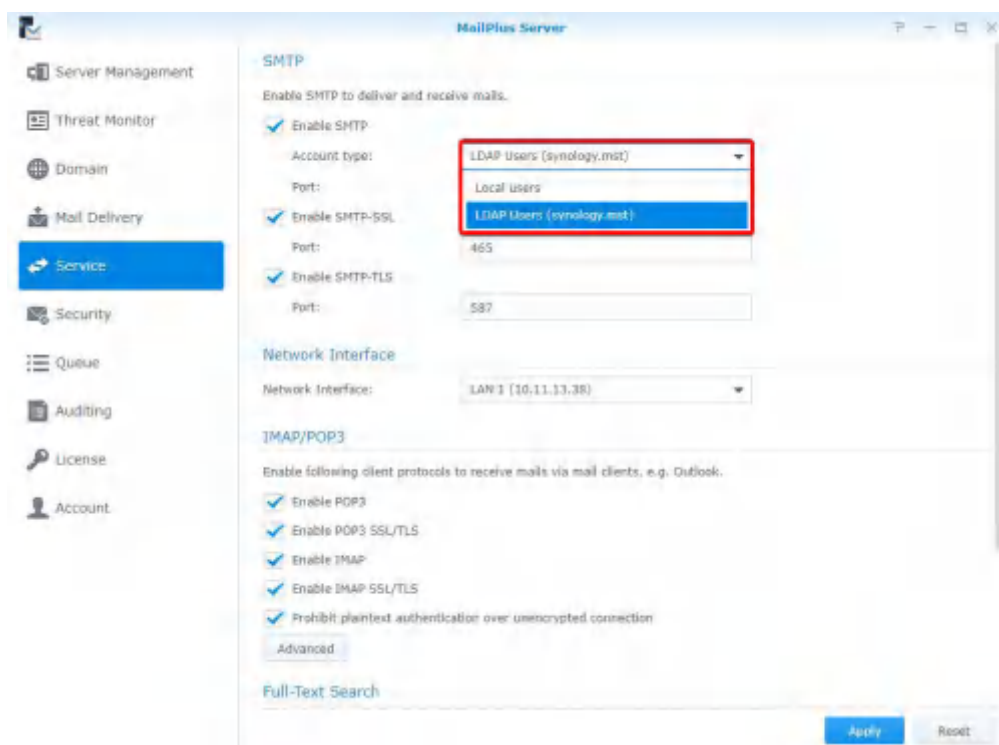 MailPlus Server
Server Management
Threat Monitor
Domain
Mail Delivery
Service
Security
Queue
Auditing
License
Account
SMTP
Enable SMTP to deliver and receive mails.
Enable SMTP
Account type: LDAP Users (synology.mst)
Port: Local users
Enable SMTP-SSL LDAP Users (synology.mst)
Port: 465
Enable SMTP-TLS
Port: 587
Network Interface
Network Interface: LAN 1 (10.11.13.38)
IMAP/POP3
Enable following client protocols to receive mails via mail clients, e.g. Outlook.
Enable POP3
Enable POP3 SSL/TLS
Enable IMAP
Enable IMAP SSL/TLS
Prohibit plaintext authentication over unencrypted connection
Advanced
Full-Text Search
Apply Reset